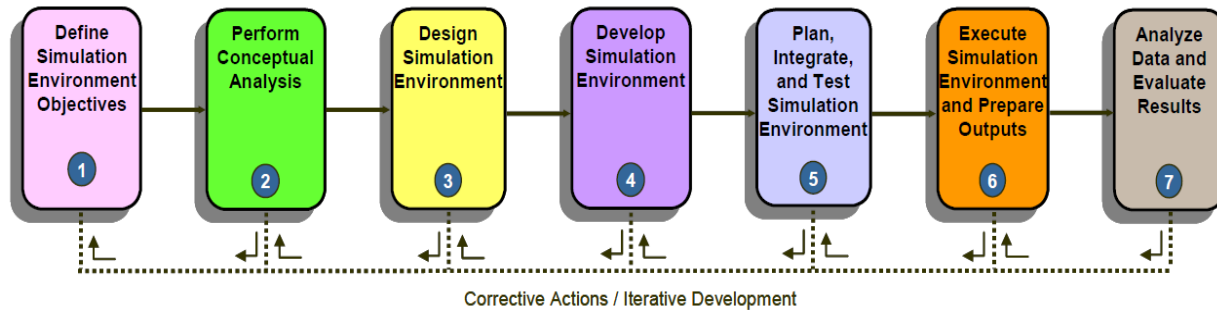 Define
Simulation
Environment
Objectives
1
Perform
Conceptual
Analysis
2
Design
Simulation
Environment
3
Develop
Simulation
Environment
4
Plan,
Integrate,
and Test
Simulation
Environment
5
Execute
Simulation
Environment
and Prepare
Outputs
6
Analyze
Data and
Evaluate
Results
7
Corrective Actions / Iterative Development